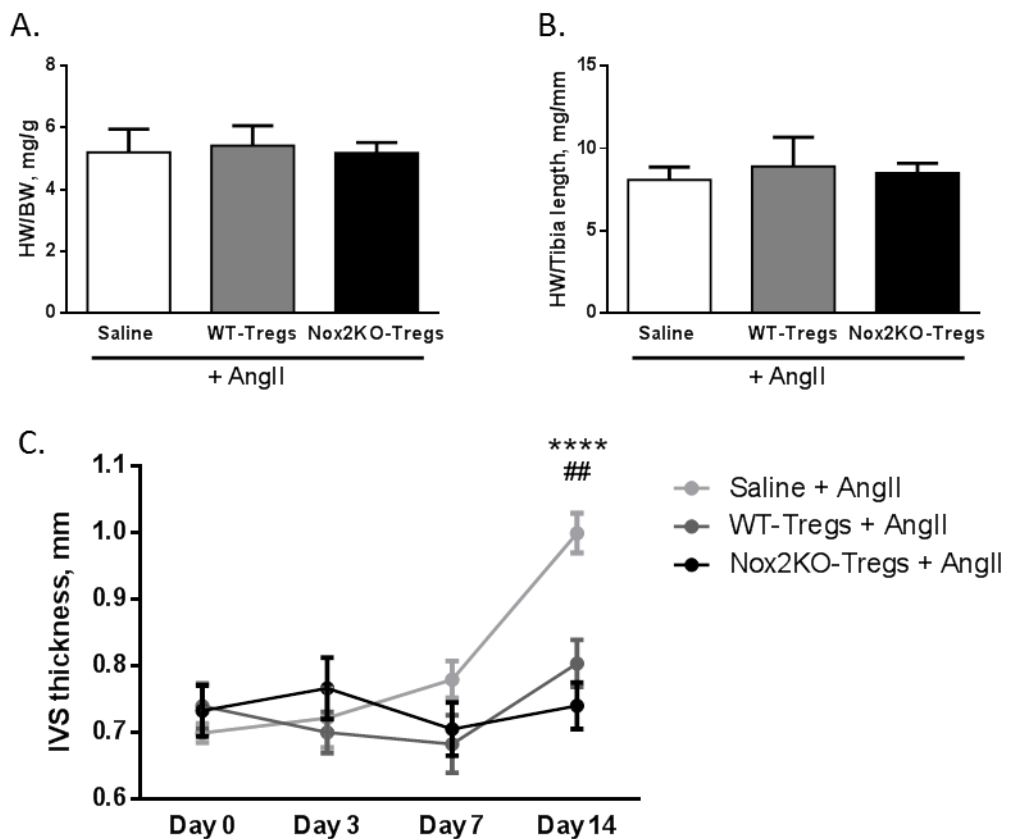 A.
HW/BW, mg/g
8
6
4
2
0
Saline WT-Tregs Nox2KO-Tregs
+ AngII
B.
HW/Tibia length, mg/mm
15
10
5
0
Saline WT-Tregs Nox2KO-Tregs
+ AngII
C.
IVS thickness, mm
1.1
1.0
0.9
0.8
0.7
0.6
Day 0 Day 3 Day 7 Day 14
****
##
Saline + AngII
WT-Tregs + AngII
Nox2KO-Tregs + AngII